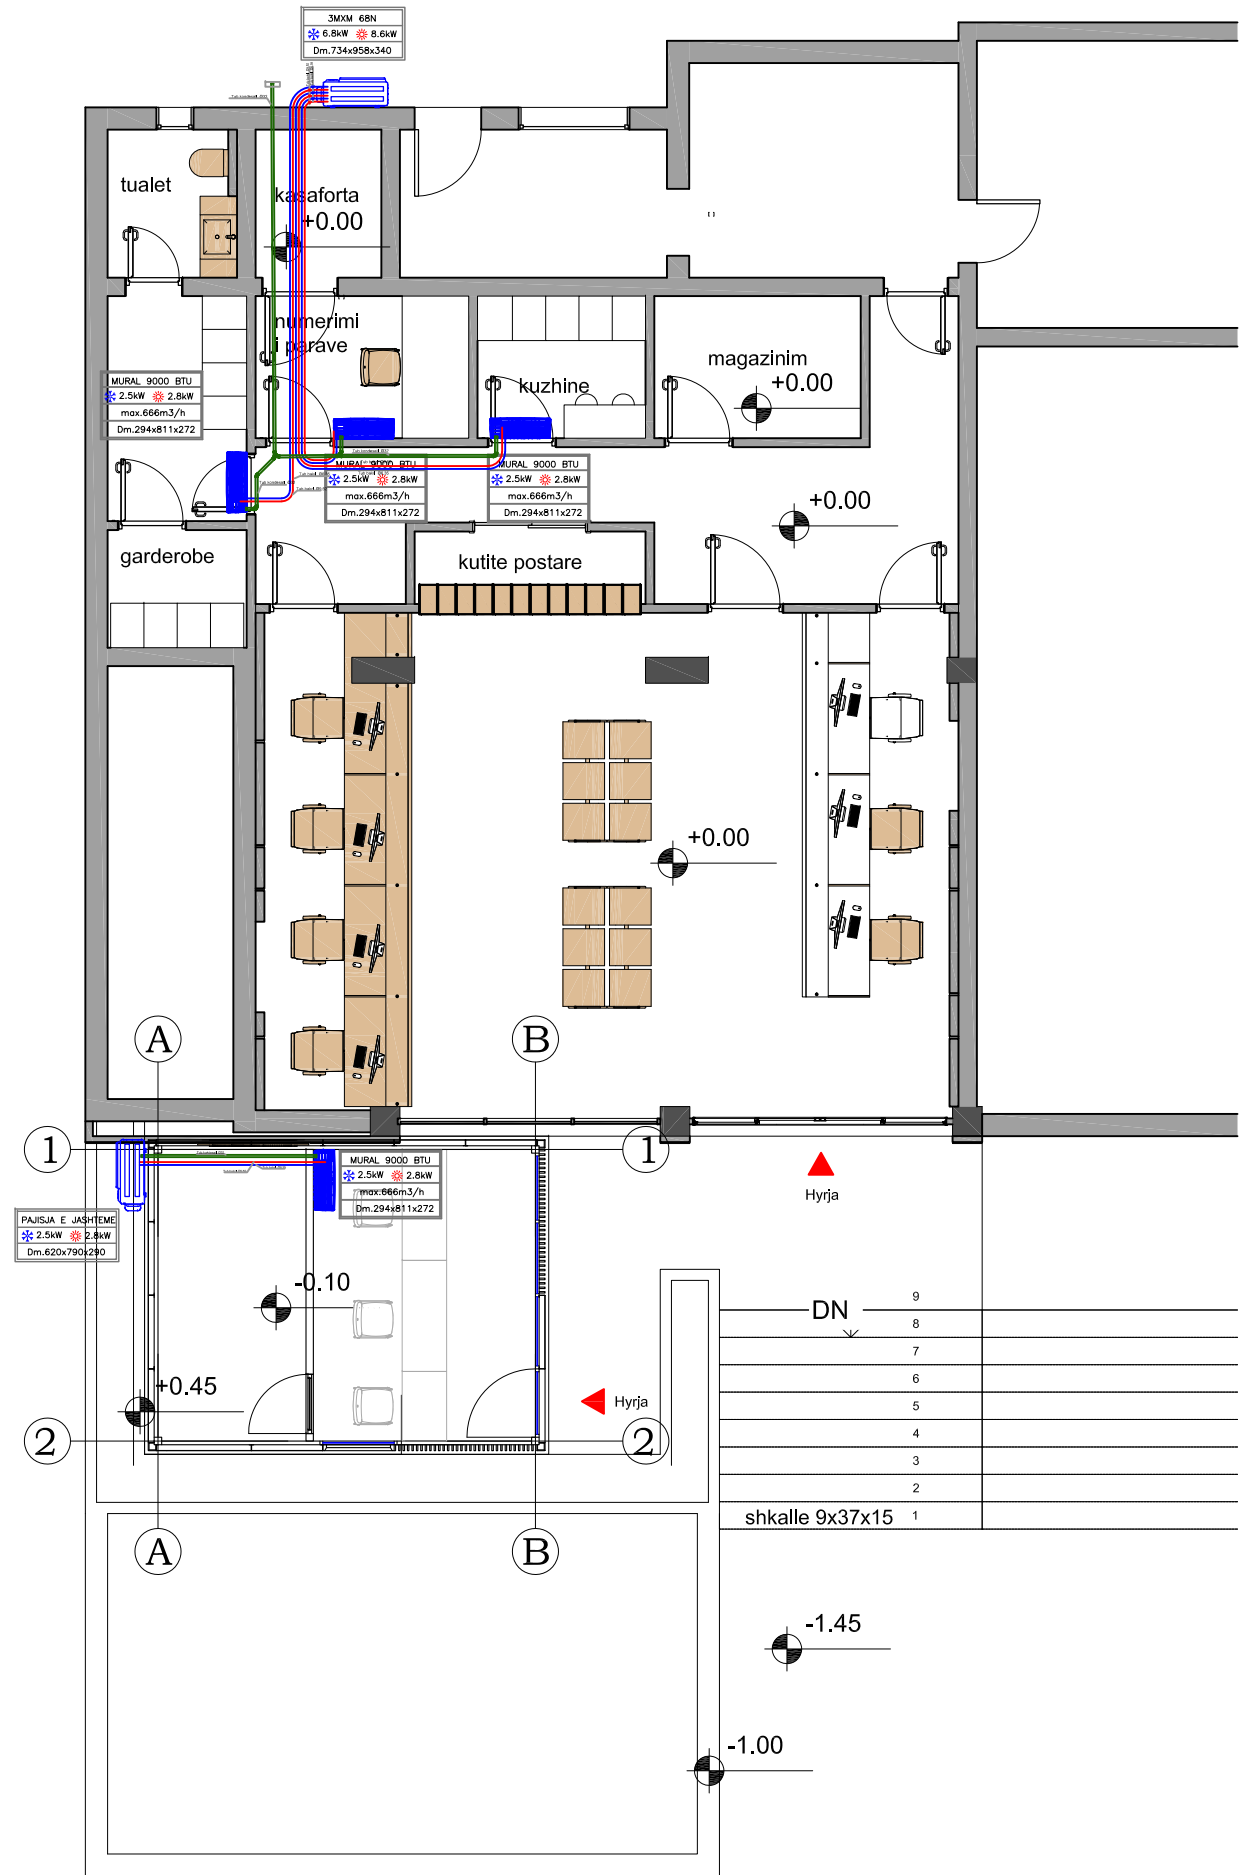 3MXM 68N
6.8kW 8.6kW
Dm.734x958x340
tualet
kasaforta
+0.00
numerimi
i parave
kuzhine
magazinim
+0.00
MURAL 9000 BTU
2.5kW 2.8kW
max.666m3/h
Dm.294x811x272
MURAL 9000 BTU
2.5kW 2.8kW
max.666m3/h
Dm.294x811x272
MURAL 9000 BTU
2.5kW 2.8kW
max.666m3/h
Dm.294x811x272
+0.00
garderobe
kutite postare
+0.00
A
B
1
1
MURAL 9000 BTU
2.5kW 2.8kW
max.666m3/h
Dm.294x811x272
Hyrja
PAJISJA E JASHTEME
2.5kW 2.8kW
Dm.620x790x290
-0.10
DN
9
8
7
6
5
4
3
2
shkalle 9x37x15 1
+0.45
Hyrja
2
2
A
B
-1.45
-1.00